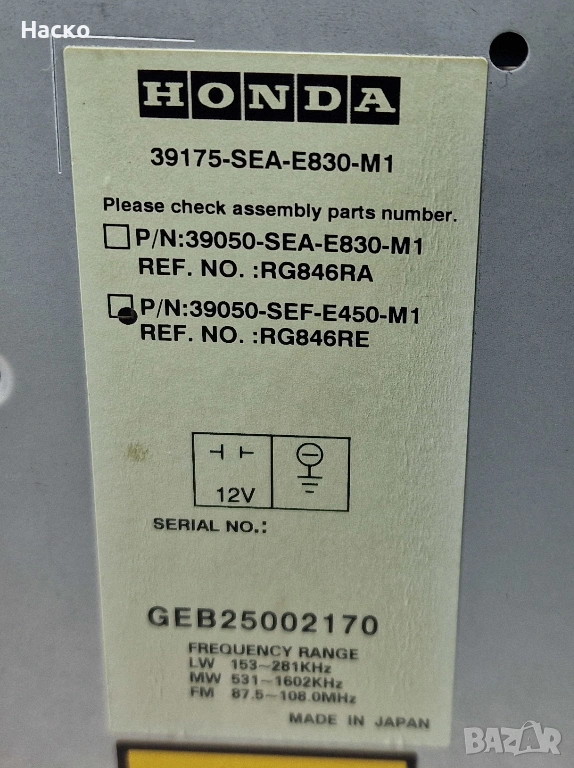 Наско
HONDA
39175-SEA-E830-M1
Please check assembly parts number.
P/N:39050-SEA-E830-M1
REF. NO. :RG846RA
P/N:39050-SEF-E450-M1
REF. NO. :RG846RE
12V
SERIAL NO.:
GEB25002170
FREQUENCY RANGE
LW 153~281KHz
MW 531~1602KHz
FM 87.5~108.0MHz
MADE IN JAPAN
BAZAR